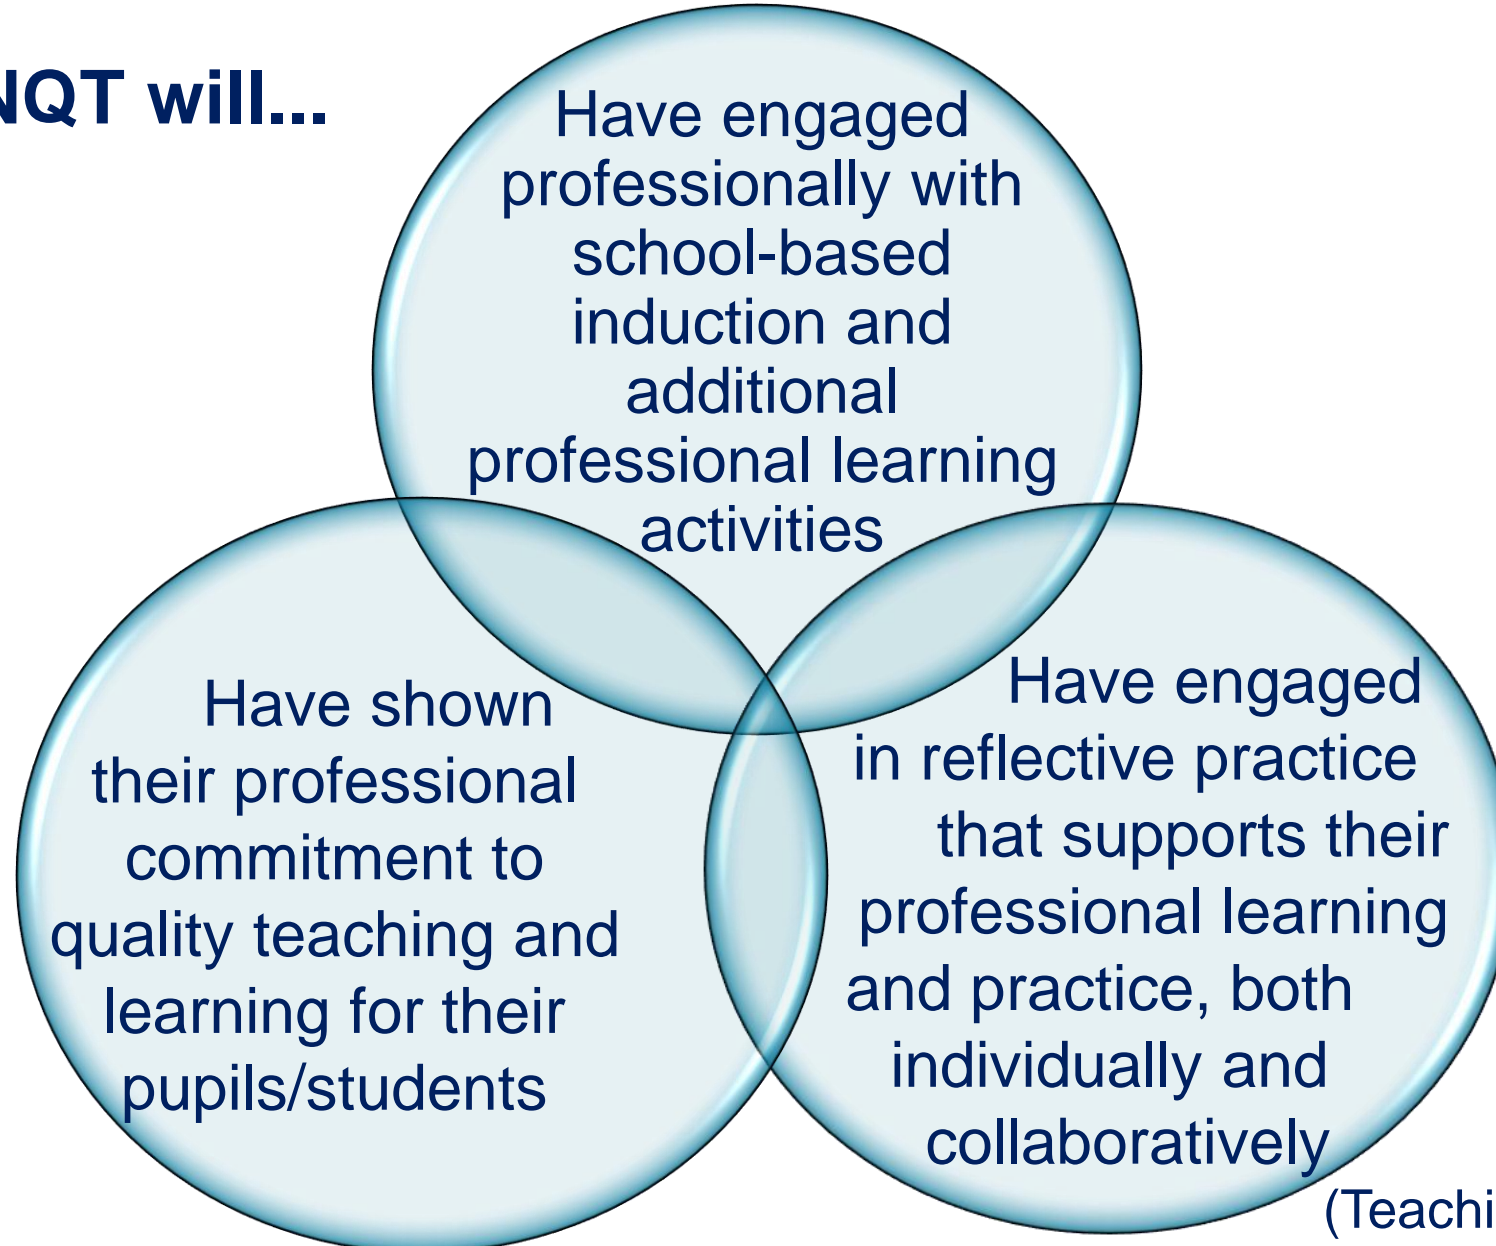 NQT will...
Have engaged
professionally with
school-based
induction and
additional
professional learning
activities
Have shown
their professional
commitment to
quality teaching and
learning for their
pupils/students
Have engaged
in reflective practice
that supports their
professional learning
and practice, both
individually and
collaboratively
(Teachi